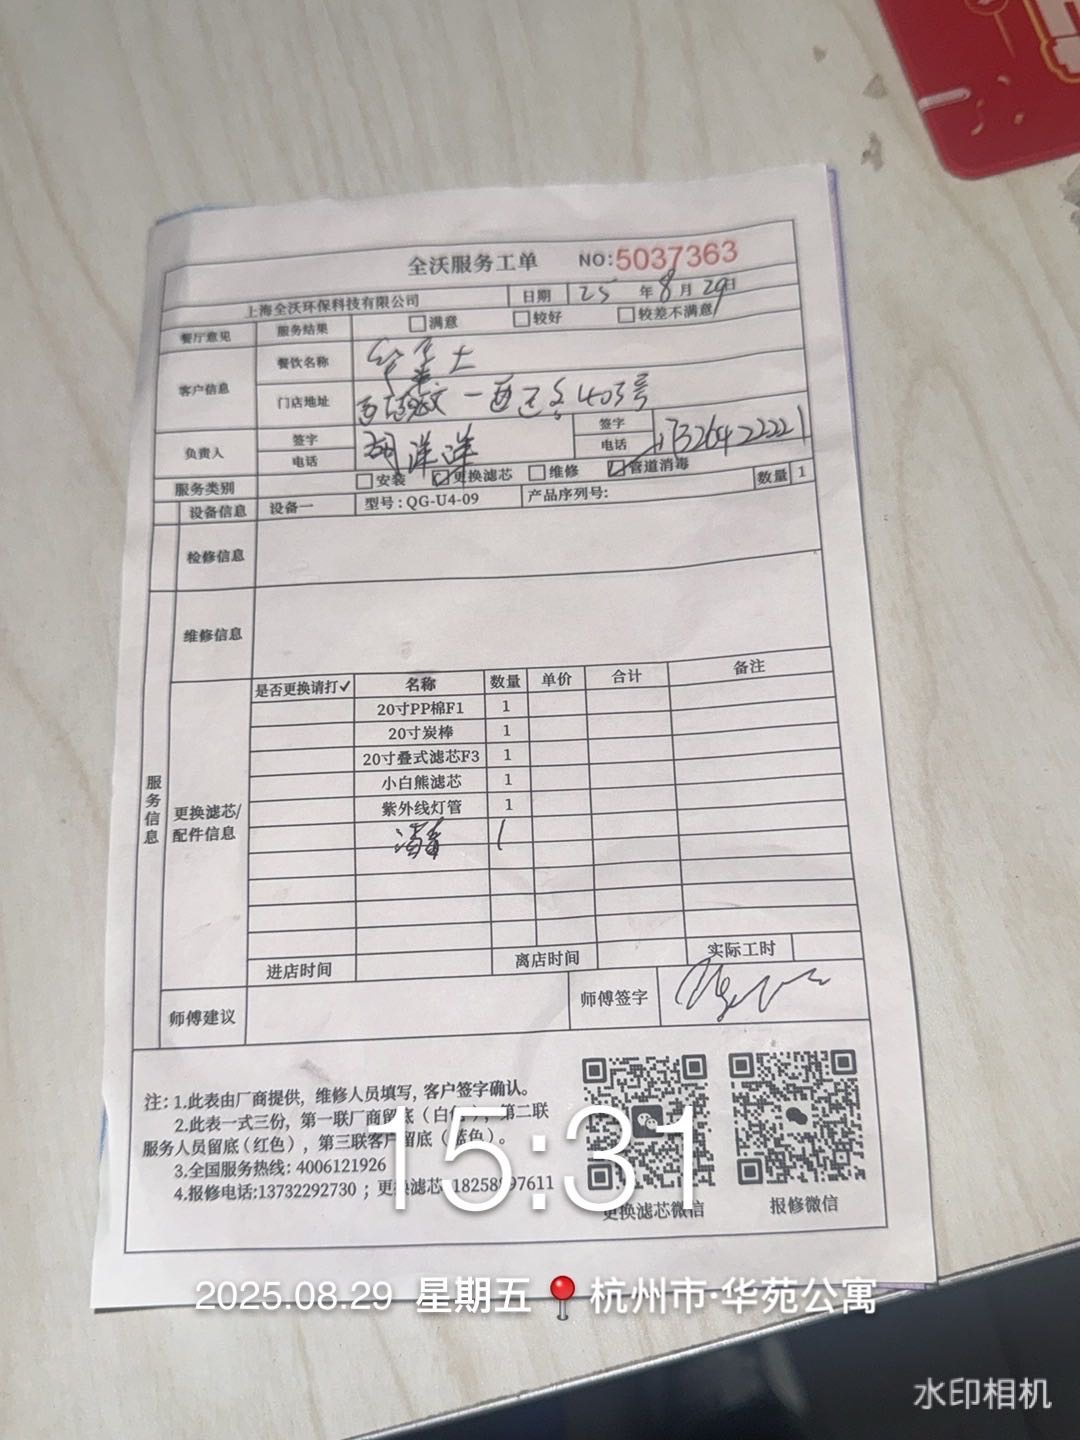 全沃服务工单 NO:5037363
上海全沃环保科技有限公司 日期 25 年 8 月 29 日
餐厅意见 服务结果 满意 较好 较差不满意
客户信息 餐饮名称 华莱士
门店地址 403号
负责人 签字 胡洋洋 签字
电话 电话 17326422221
服务类别 安装 更换滤芯 维修 管道消毒
设备信息 设备一 型号:QG-U4-09 产品序列号: 数量 1
检修信息
维修信息
服务信息
更换滤芯/配件信息
是否更换请打✓ 名称 数量 单价 合计 备注
20寸PP棉F1 1
20寸炭棒 1
20寸叠式滤芯F3 1
小白熊滤芯 1
紫外线灯管 1
消毒 1
进店时间 离店时间 实际工时
师傅建议 师傅签字
注:1.此表由厂商提供，维修人员填写，客户签字确认。
2.此表一式三份，第一联厂商留底（白色），第二联
服务人员留底（红色），第三联客户留底（蓝色）。
3.全国服务热线: 4006121926
4.报修电话:13732292730 ; 更换滤芯
更换滤芯微信 报修微信
15:31
2025.08.29 星期五 杭州市·华苑公寓
水印相机